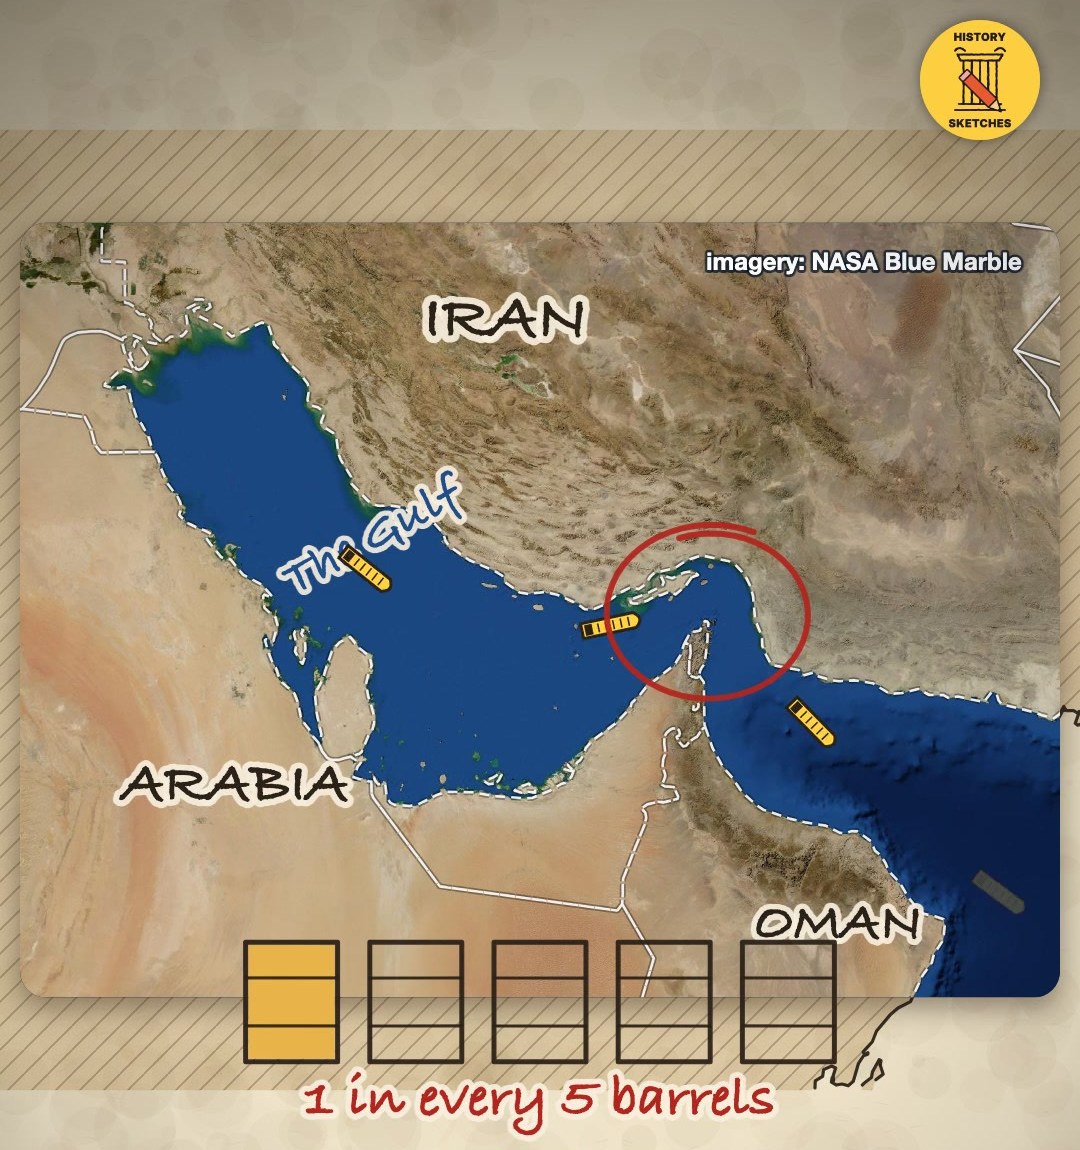 HISTORY
SKETCHES
imagery: NASA Blue Marble
IRAN
The Gulf
ARABIA
OMAN
1 in every 5 barrels